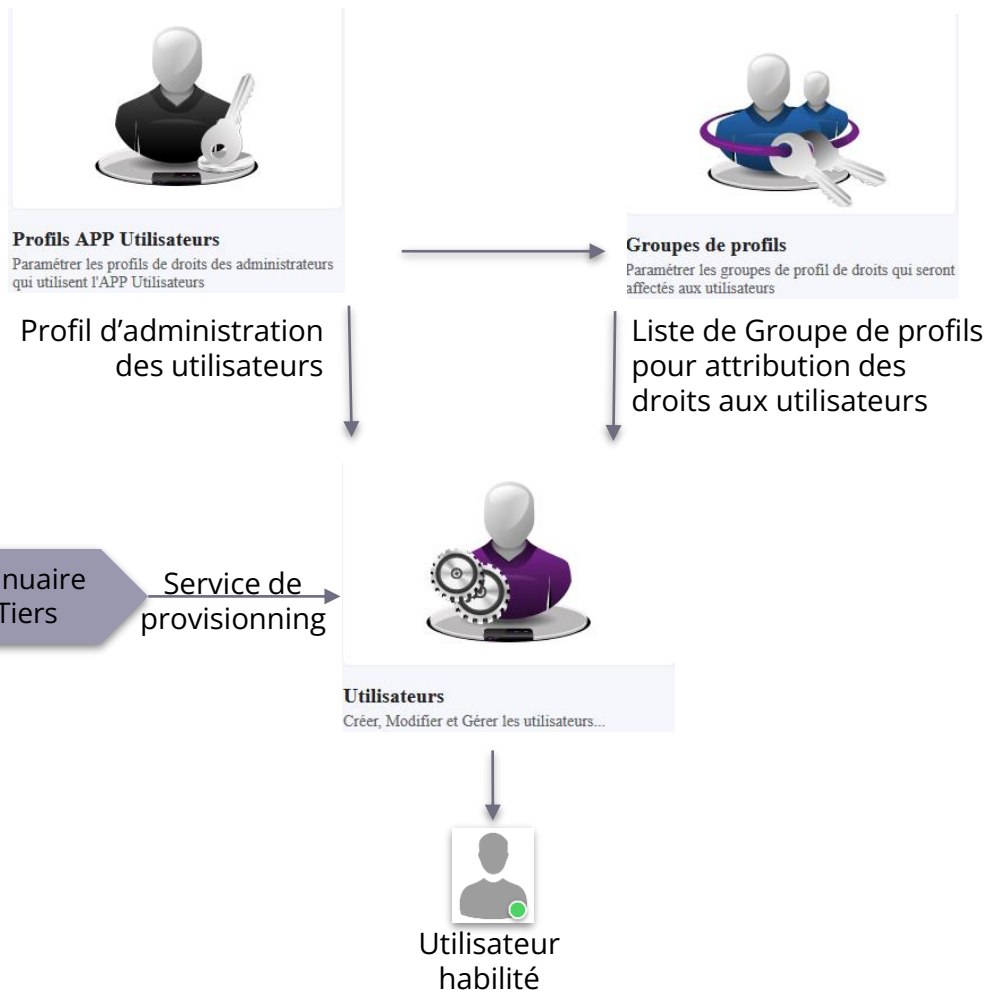 Profils APP Utilisateurs
Paramétrer les profils de droits des administrateurs
qui utilisent l'APP Utilisateurs
Groupes de profils
Paramétrer les groupes de profil de droits qui seront
affectés aux utilisateurs
Profil d’administration
des utilisateurs
Liste de Groupe de profils
pour attribution des
droits aux utilisateurs
nuaire
Tiers
Service de
provisionning
Utilisateurs
Créer, Modifier et Gérer les utilisateurs...
Utilisateur
habilité